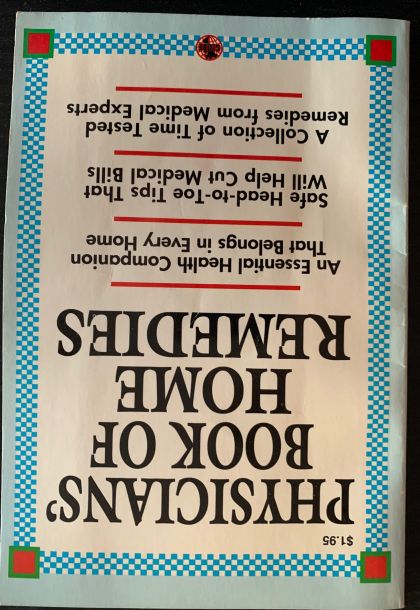 $1.95
PHYSICIANS'
BOOK OF
HOME
REMEDIES
An Essential Health Companion
That Belongs in Every Home
Safe Head-to-Toe Tips That
Will Help Cut Medical Bills
A Collection of Time Tested
Remedies from Medical Experts
GLOBE